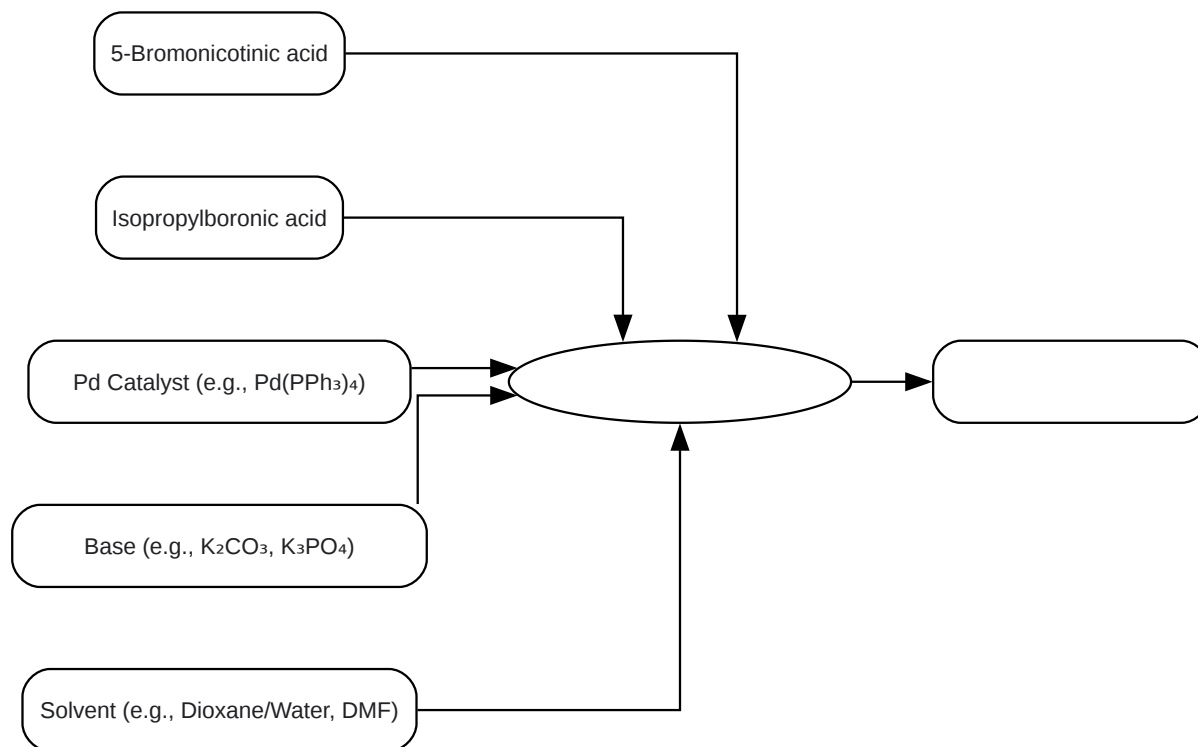 5-Bromonicotinic acid
Isopropylboronic acid
Pd Catalyst (e.g., Pd(PPh₃)₄)
Base (e.g., K₂CO₃, K₃PO₄)
Solvent (e.g., Dioxane/Water, DMF)